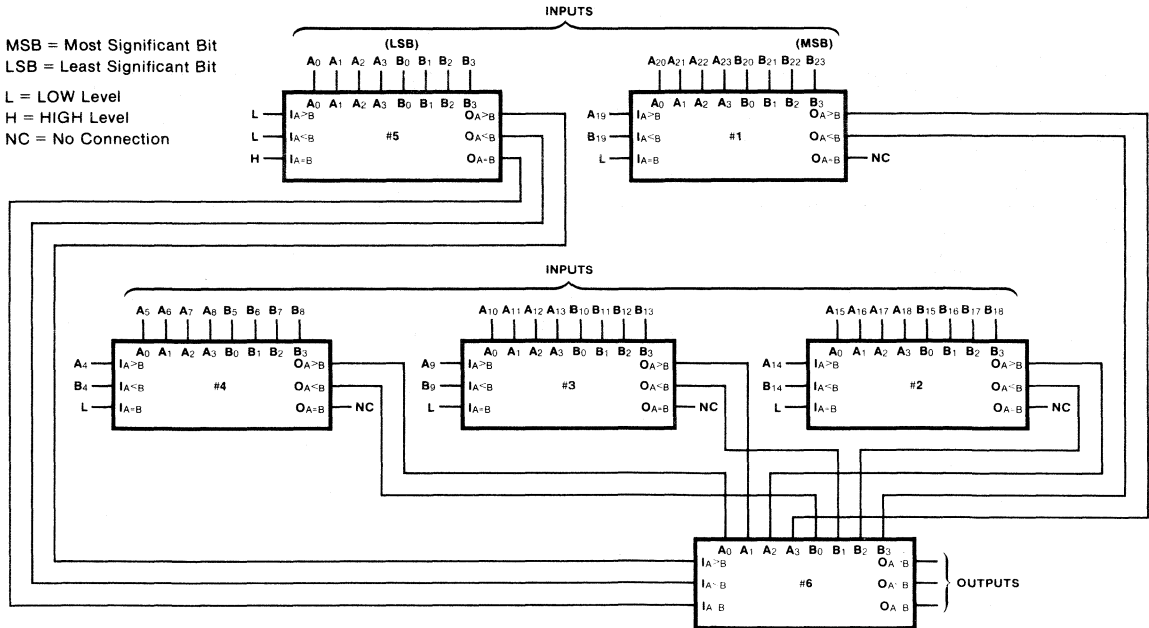 INPUTS
MSB = Most Significant Bit
LSB = Least Significant Bit
L = LOW Level
H = HIGH Level
NC = No Connection
(LSB)
A0 A1 A2 A3 B0 B1 B2 B3
A0 A1 A2 A3 B0 B1 B2 B3
L IA>B OA>B
L IA<B #5 OA<B
H IA=B OA=B
(MSB)
A20 A21 A22 A23 B20 B21 B22 B23
A0 A1 A2 A3 B0 B1 B2 B3
A19 IA>B OA>B
B19 IA<B #1 OA<B
L IA=B OA=B NC
INPUTS
A5 A6 A7 A8 B5 B6 B7 B8
A0 A1 A2 A3 B0 B1 B2 B3
A4 IA>B OA>B
B4 IA<B #4 OA<B
L IA=B OA=B NC
A10 A11 A12 A13 B10 B11 B12 B13
A0 A1 A2 A3 B0 B1 B2 B3
A9 IA>B OA>B
B9 IA<B #3 OA<B
L IA=B OA=B NC
A15 A16 A17 A18 B15 B16 B17 B18
A0 A1 A2 A3 B0 B1 B2 B3
A14 IA>B OA>B
B14 IA<B #2 OA<B
L IA=B OA=B NC
A0 A1 A2 A3 B0 B1 B2 B3
IA>B OA B
IA<B #6 OA B
IA B OA B
OUTPUTS